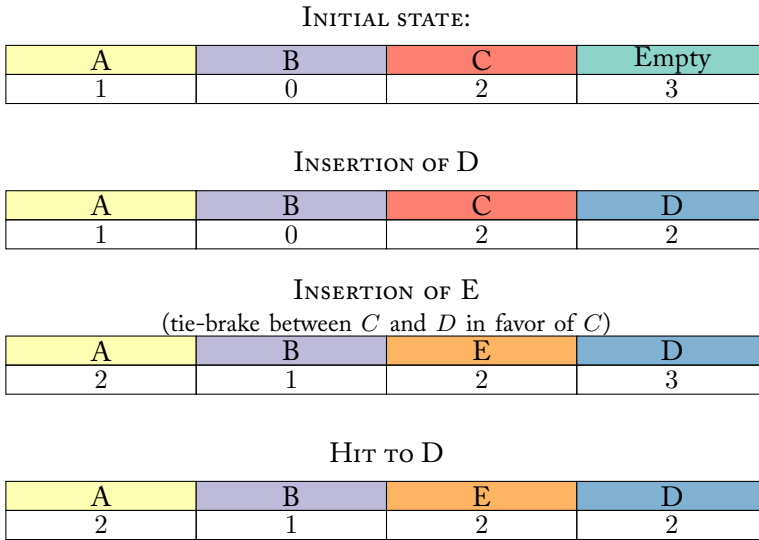 INITIAL STATE:
A B C Empty
1 0 2 3
INSERTION OF D
A B C D
1 0 2 2
INSERTION OF E
(tie-brake between C and D in favor of C)
A B E D
2 1 2 3
HIT TO D
A B E D
2 1 2 2